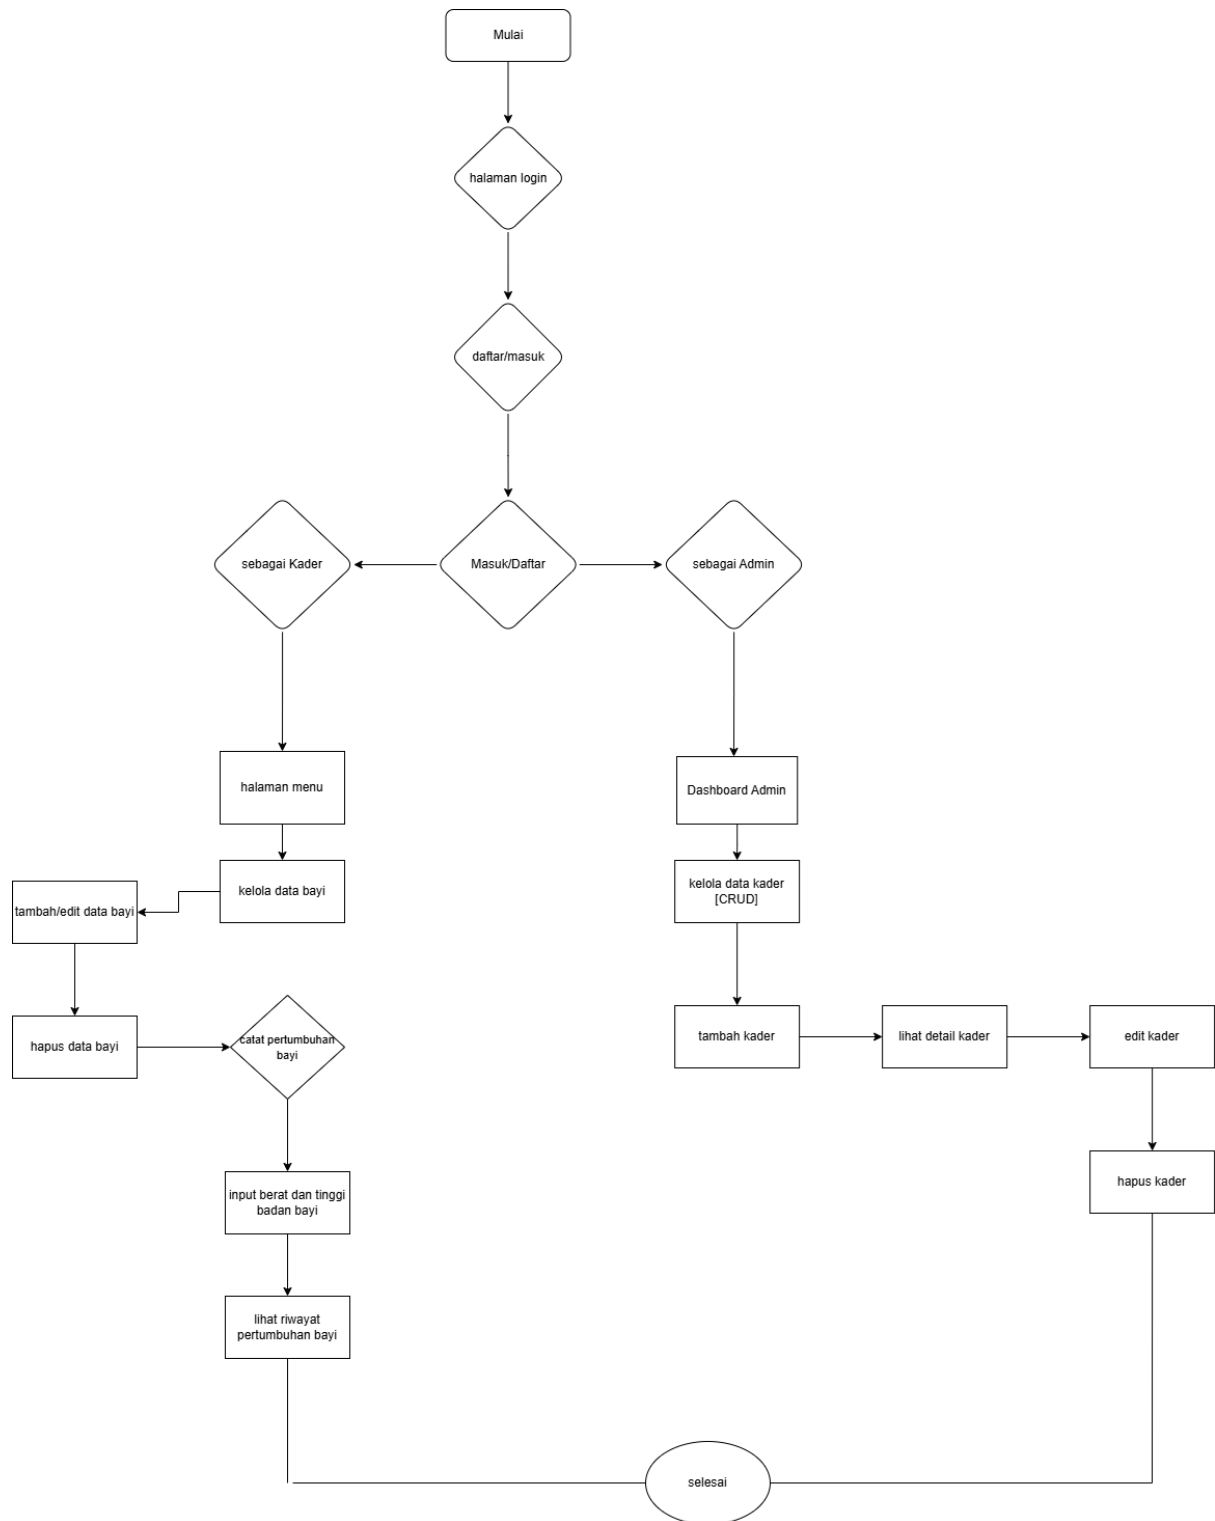 Mulai
halaman login
daftar/masuk
sebagai Kader
Masuk/Daftar
sebagai Admin
halaman menu
Dashboard Admin
kelola data bayi
kelola data kader
[CRUD]
tambah/edit data bayi
hapus data bayi
catat pertumbuhan
bayi
tambah kader
lihat detail kader
edit kader
input berat dan tinggi
badan bayi
hapus kader
lihat riwayat
pertumbuhan bayi
selesai